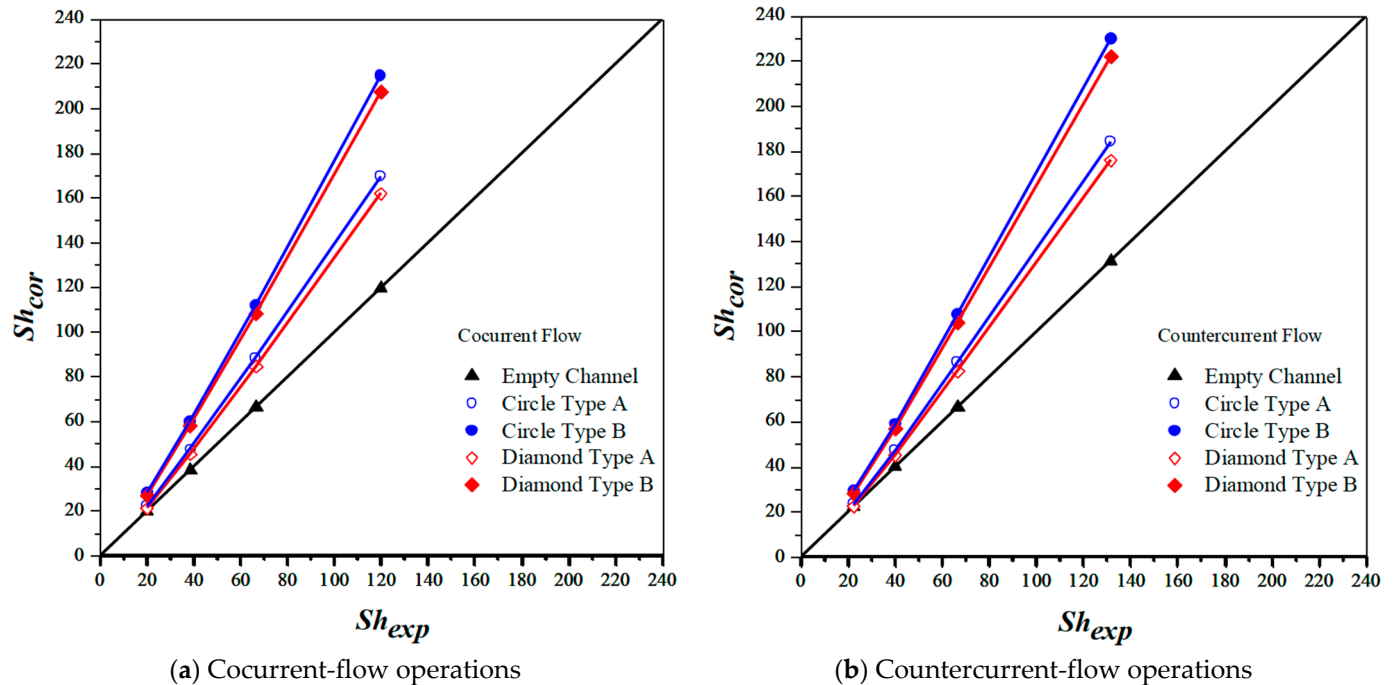 240
220
200
180
160
140
120
100
80
60
40
20
0
Sh_cor
Cocurrent Flow
Empty Channel
Circle Type A
Circle Type B
Diamond Type A
Diamond Type B
0 20 40 60 80 100 120 140 160 180 200 220 240
Sh_exp
(a) Cocurrent-flow operations
240
220
200
180
160
140
120
100
80
60
40
20
0
Sh_cor
Countercurrent Flow
Empty Channel
Circle Type A
Circle Type B
Diamond Type A
Diamond Type B
0 20 40 60 80 100 120 140 160 180 200 220 240
Sh_exp
(b) Countercurrent-flow operations